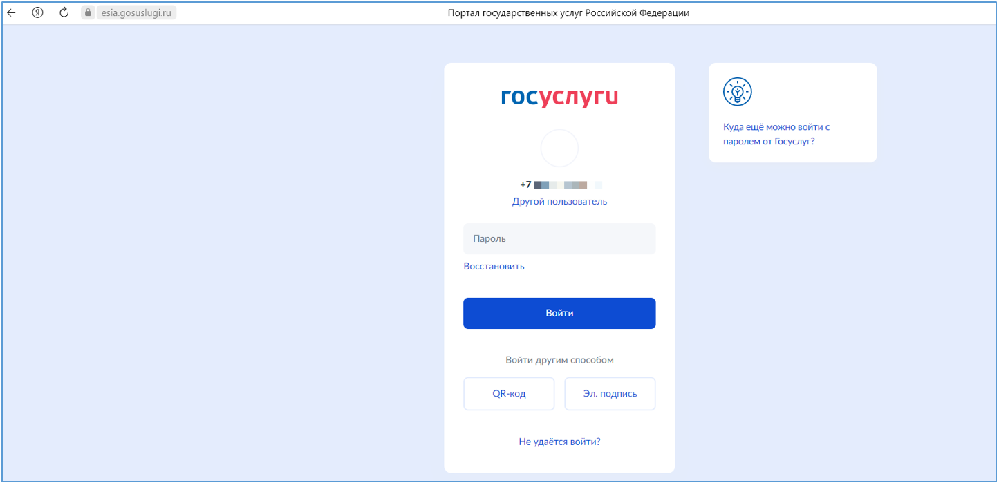 esia.gosuslugi.ru
Портал государственных услуг Российской Федерации
госуслуги
+7
Другой пользователь
Пароль
Восстановить
Войти
Войти другим способом
QR-код
Эл. подпись
Не удаётся войти?
Куда ещё можно войти с
паролем от Госуслуг?